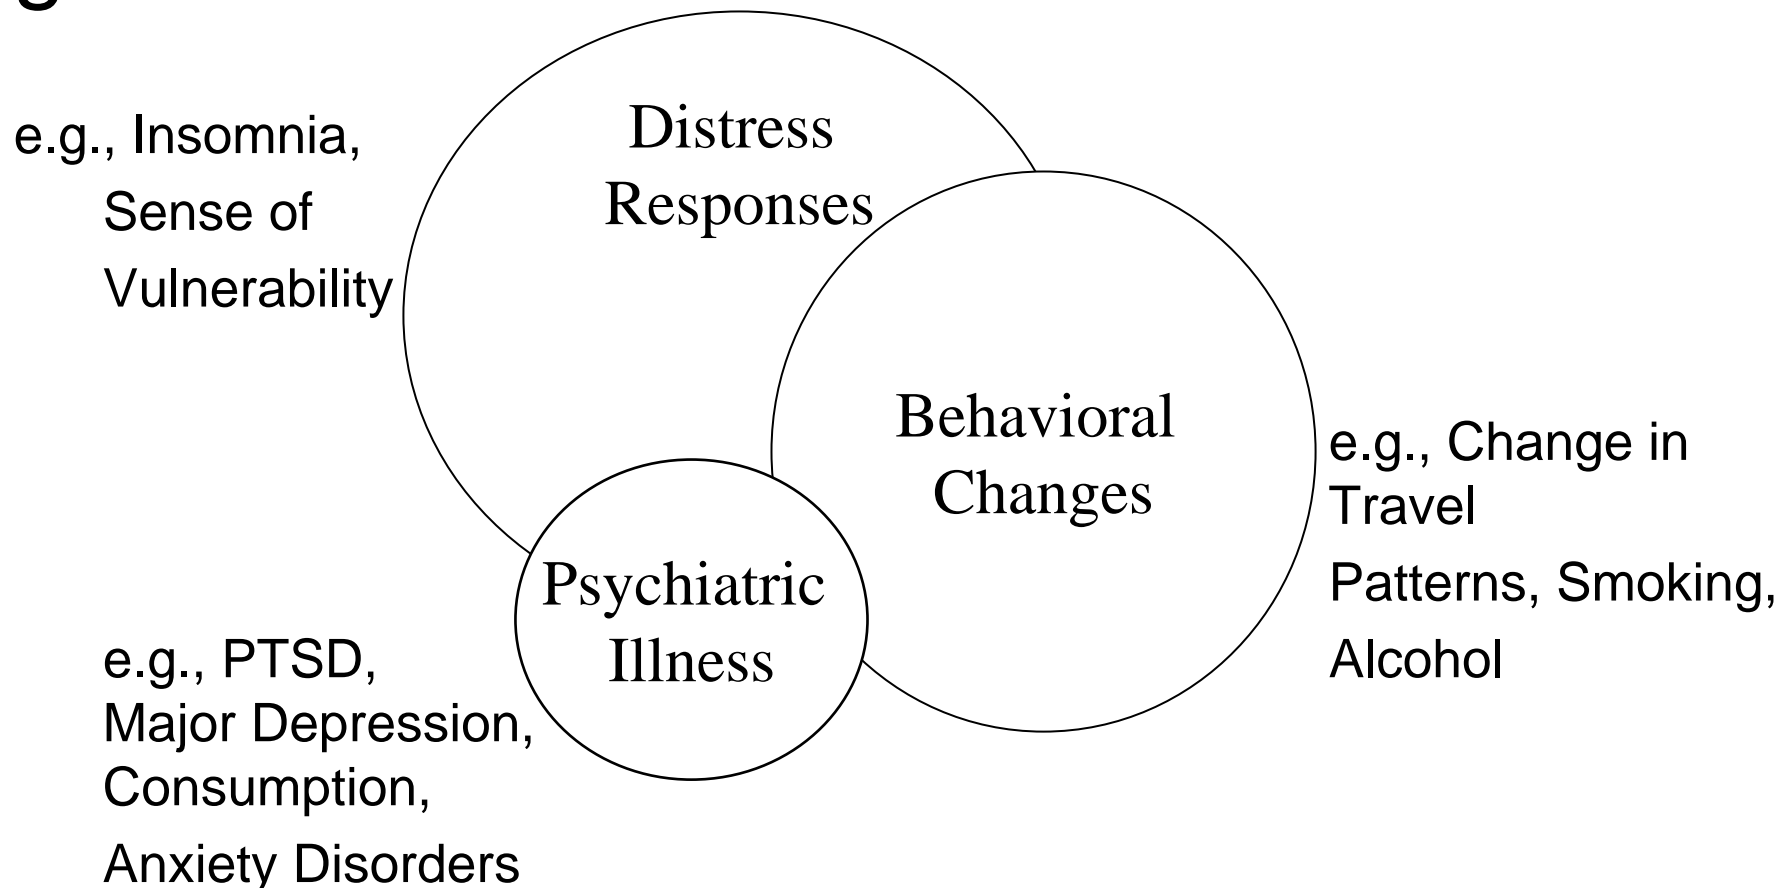 Distress
Responses
e.g., Insomnia,
Sense of
Vulnerability
Behavioral
Changes
e.g., Change in
Travel
Patterns, Smoking,
Alcohol
Psychiatric
Illness
e.g., PTSD,
Major Depression,
Consumption,
Anxiety Disorders